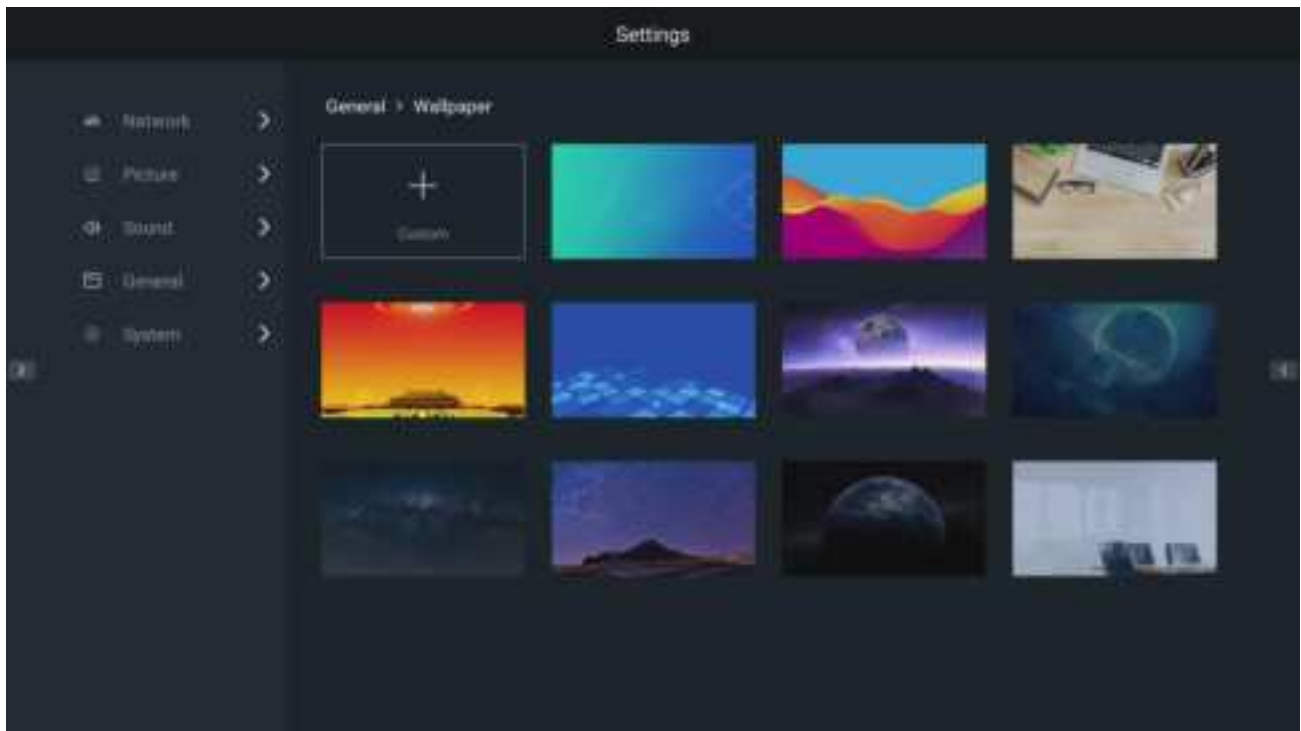 Settings
General > Wallpaper
Network
Picture
Sound
General
System
Custom